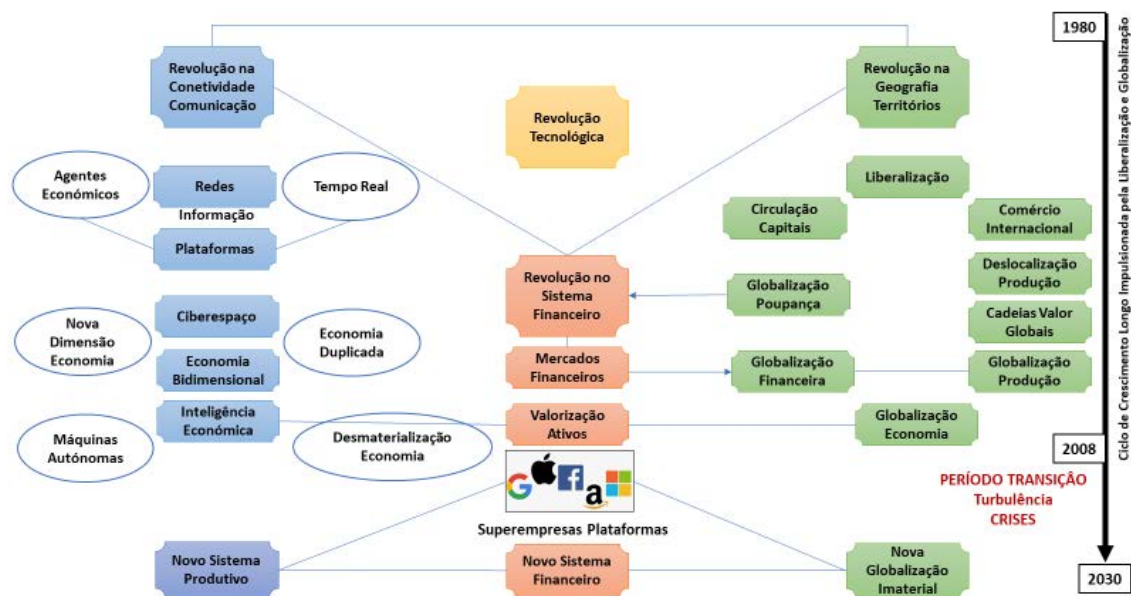 1980
Revolução na
Conetividade
Comunicação
Revolução
Tecnológica
Revolução na
Geografia
Territórios
Agentes
Económicos
Redes
Tempo Real
Informação
Plataformas
Liberalização
Circulação
Capitais
Comércio
Internacional
Revolução no
Sistema
Financeiro
Globalização
Poupança
Deslocalização
Produção
Nova
Dimensão
Economia
Ciberespaço
Economia
Duplicada
Cadeias Valor
Globais
Economia
Bidimensional
Mercados
Financeiros
Globalização
Financeira
Globalização
Produção
Inteligência
Económica
Valorização
Ativos
Globalização
Economia
Máquinas
Autónomas
Desmaterialização
Economia
2008
PERÍODO TRANSIÇÂO
Turbulência
CRISES
G
f
a
Superempresas Plataformas
Novo Sistema
Produtivo
Novo Sistema
Financeiro
Nova
Globalização
Imaterial
2030
Ciclo de Crescimento Longo Impulsionada pela Liberalização e Globalização